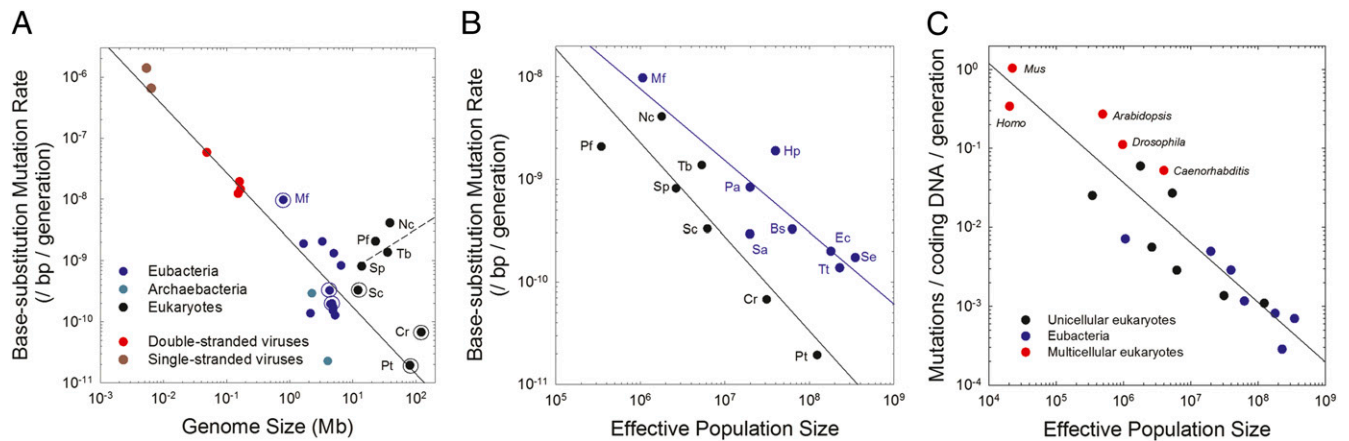 A
Base-substitution Mutation Rate
(/ bp / generation)
10⁻⁶
10⁻⁷
10⁻⁸
10⁻⁹
10⁻¹⁰
10⁻¹¹
Mf
Nc
Pf
Tb
Sp
Sc
Cr
Pt
Eubacteria
Archaebacteria
Eukaryotes
Double-stranded viruses
Single-stranded viruses
10⁻³ 10⁻² 10⁻¹ 10⁰ 10¹ 10²
Genome Size (Mb)
B
Base-substitution Mutation Rate
(/ bp / generation)
10⁻⁸
10⁻⁹
10⁻¹⁰
10⁻¹¹
Mf
Nc
Pf
Hp
Tb
Sp
Pa
Sc
Sa
Bs
Ec
Se
Tt
Cr
Pt
10⁵ 10⁶ 10⁷ 10⁸ 10⁹
Effective Population Size
C
Mutations / coding DNA / generation
10⁰
10⁻¹
10⁻²
10⁻³
10⁻⁴
Mus
Homo
Arabidopsis
Drosophila
Caenorhabditis
Unicellular eukaryotes
Eubacteria
Multicellular eukaryotes
10⁴ 10⁵ 10⁶ 10⁷ 10⁸ 10⁹
Effective Population Size